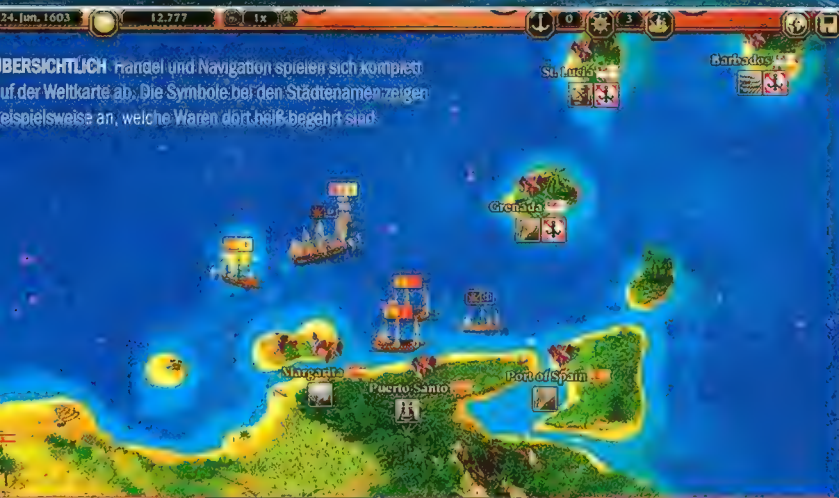 24. Jun. 1603
12.777
1x
0
3
ÜBERSICHTLICH Handel und Navigation spielen sich komplett
uf der Weltkarte ab. Die Symbole bei den Städtenamen zeigen
eispielsweise an, welche Waren dort heiß begehrt sind.
St. Lucia
Barbados
Grenada
Margarita
Puerto Santo
Port of Spain